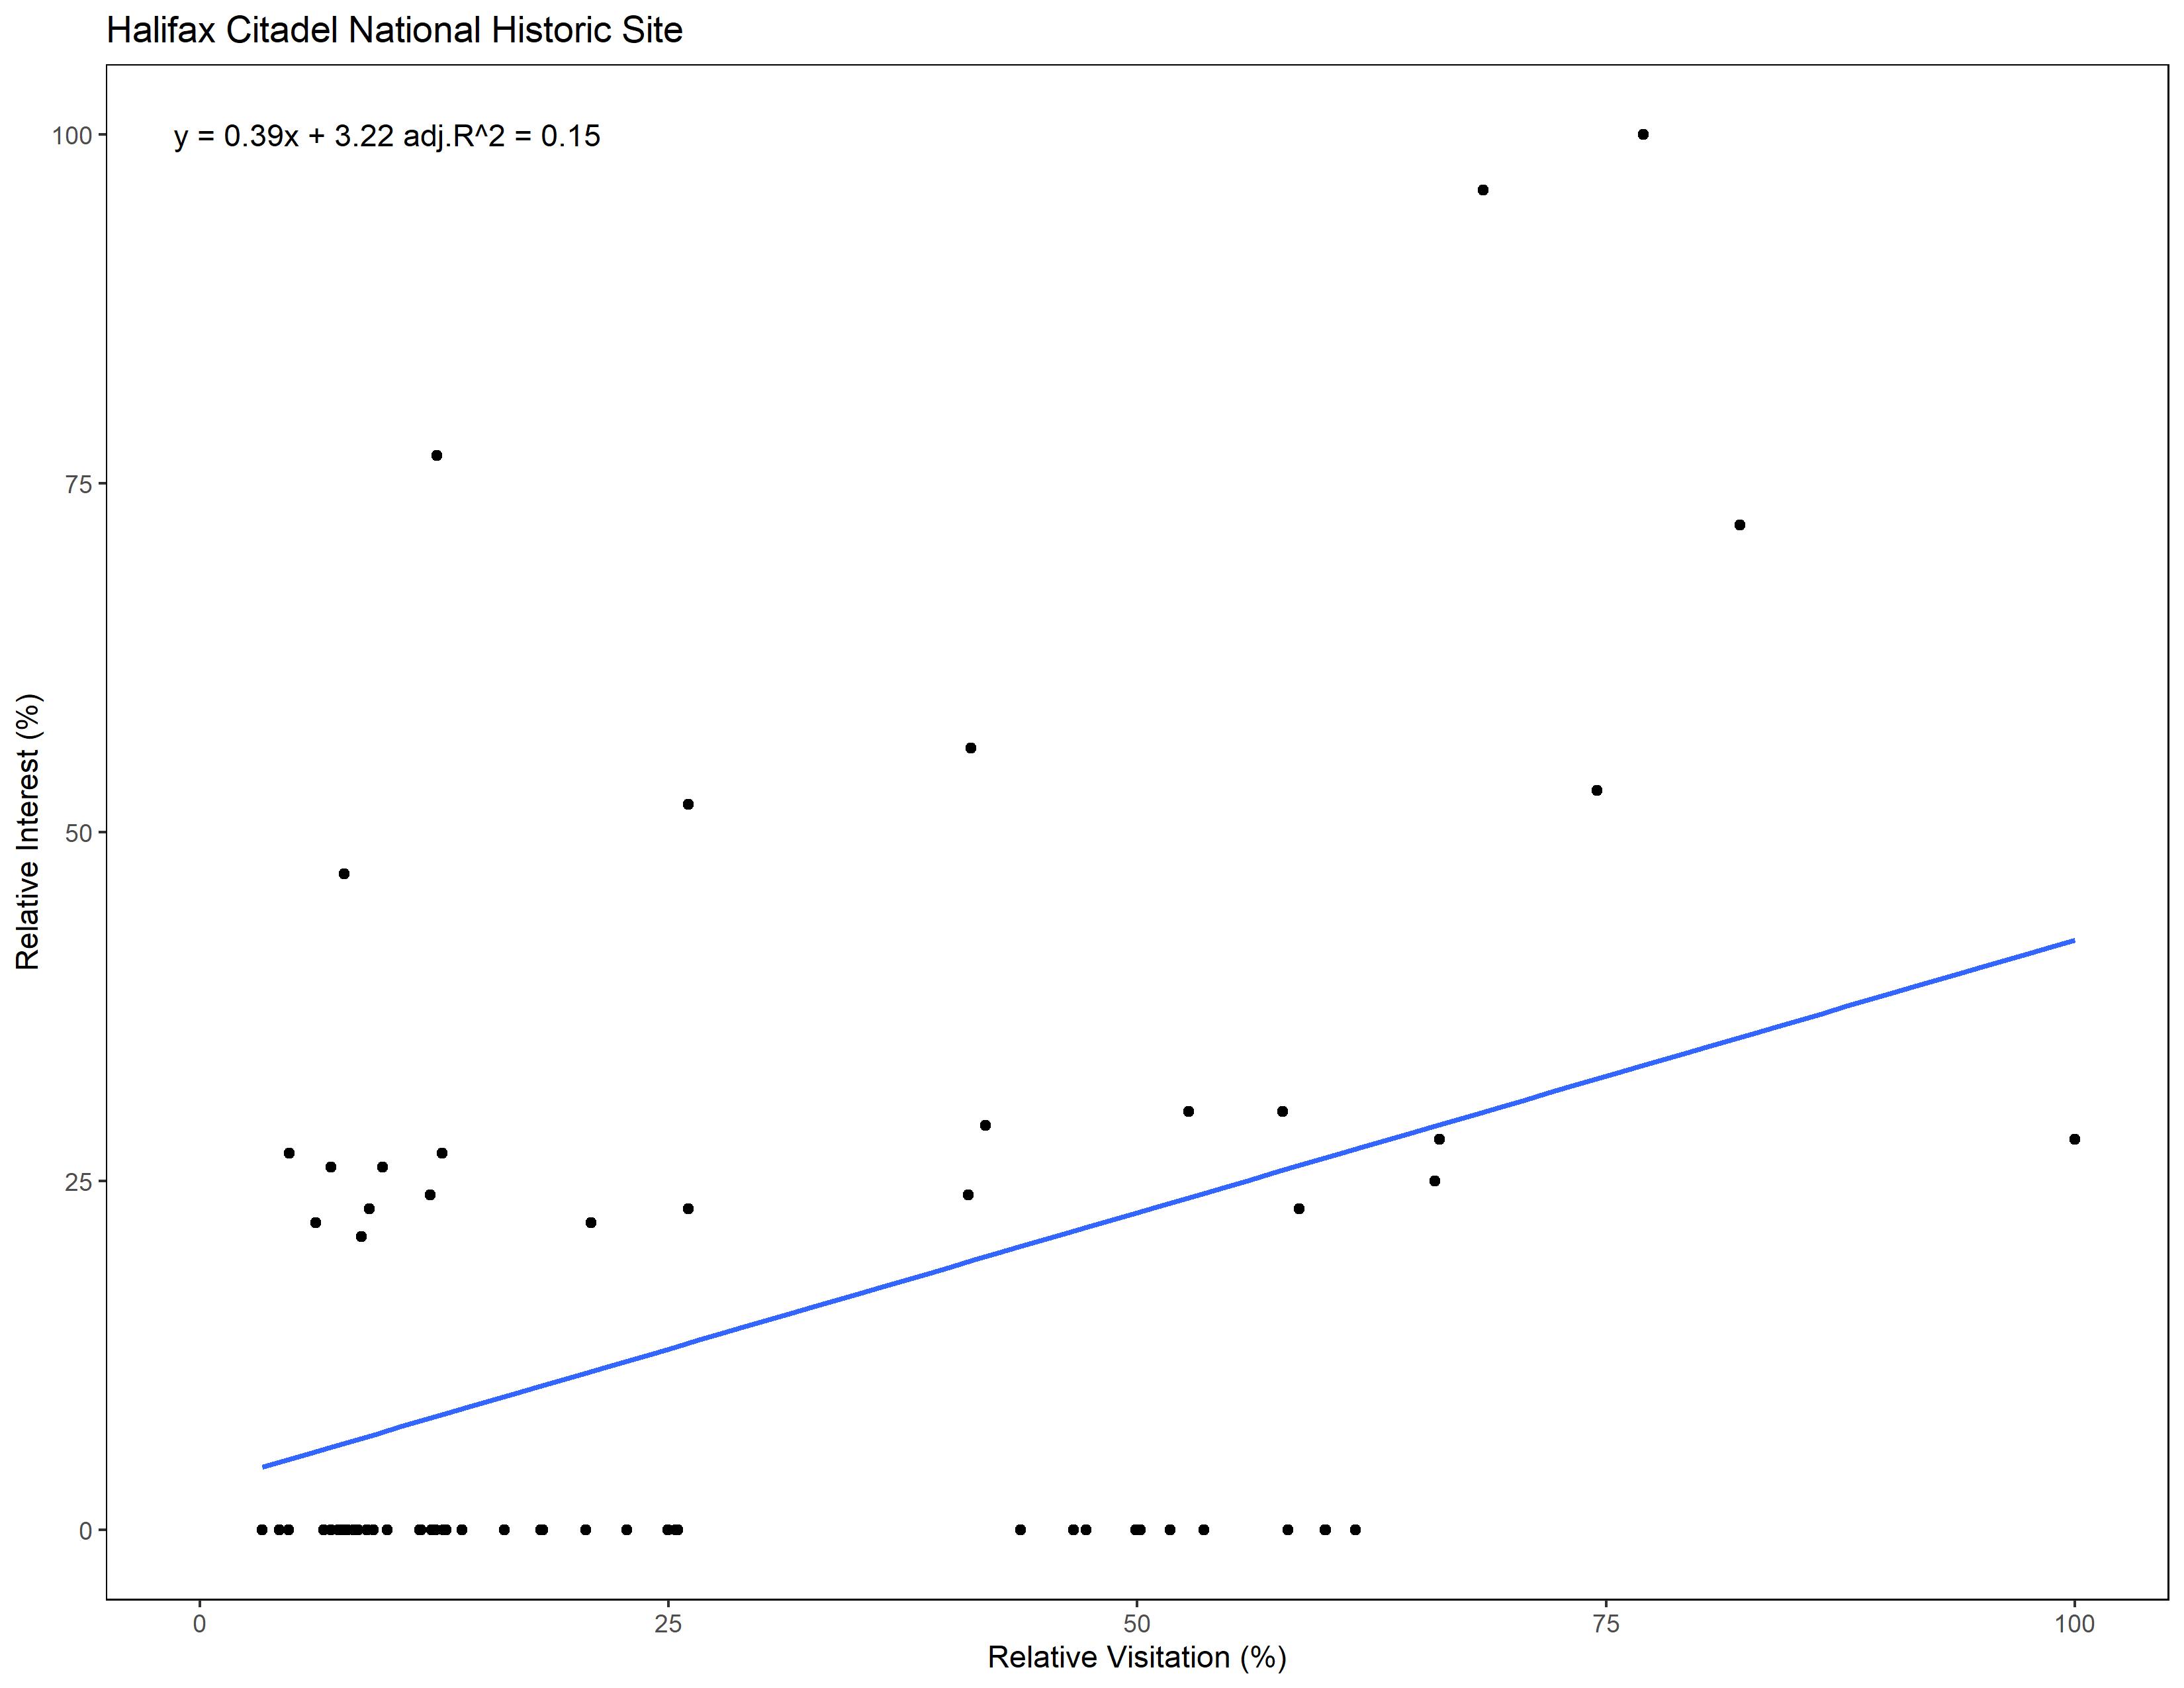 Halifax Citadel National Historic Site
y = 0.39x + 3.22 adj.R^2 = 0.15
100
75
50
25
0
Relative Interest (%)
0 25 50 75 100
Relative Visitation (%)